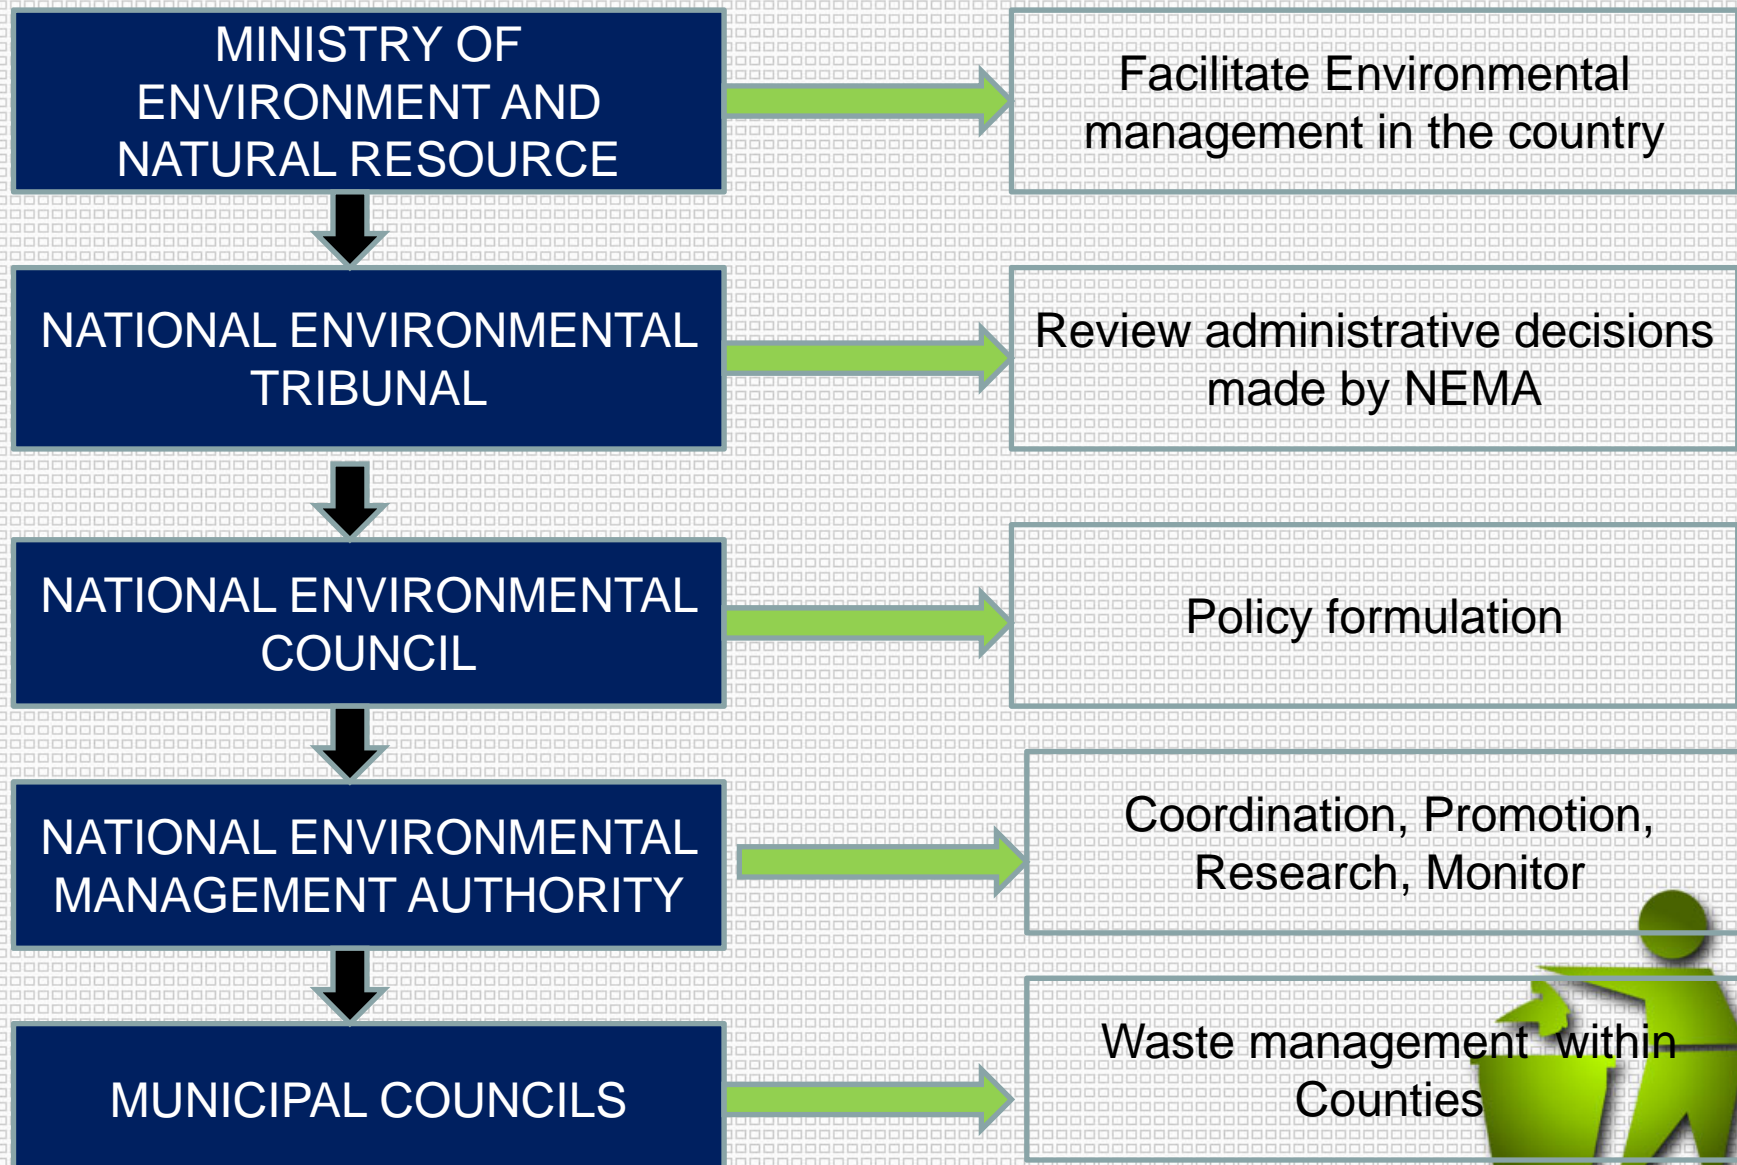 MINISTRY OF
ENVIRONMENT AND
NATURAL RESOURCE
Facilitate Environmental
management in the country
NATIONAL ENVIRONMENTAL
TRIBUNAL
Review administrative decisions
made by NEMA
NATIONAL ENVIRONMENTAL
COUNCIL
Policy formulation
NATIONAL ENVIRONMENTAL
MANAGEMENT AUTHORITY
Coordination, Promotion,
Research, Monitor
MUNICIPAL COUNCILS
Waste management within
Counties